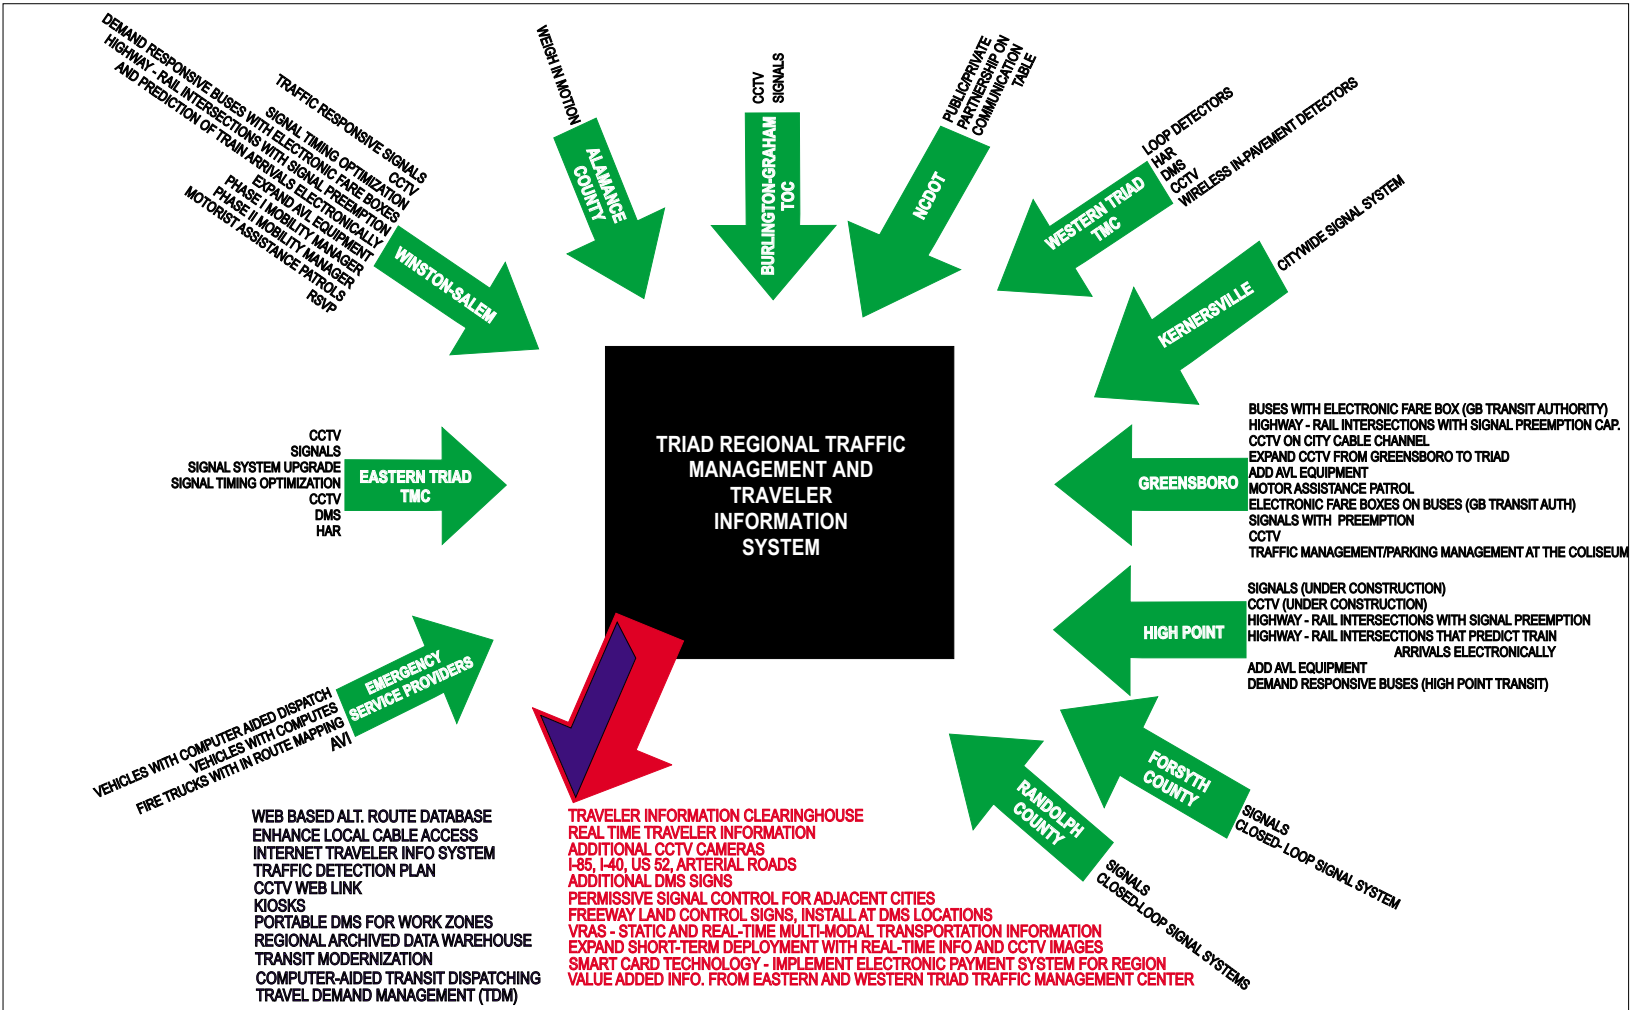 TRAFFIC RESPONSIVE SIGNALS
CCTV
SIGNAL TIMING OPTIMIZATION
DEMAND RESPONSIVE BUSES WITH ELECTRONIC FARE BOXES
HIGHWAY - RAIL INTERSECTIONS WITH SIGNAL PREEMPTION
AND PREDICTION OF TRAIN ARRIVALS ELECTRONICALLY
EXPAND AVL EQUIPMENT
PHASE I MOBILITY MANAGER
PHASE II MOBILITY MANAGER
MOTORIST ASSISTANCE PATROLS
RSVP
WINSTON-SALEM
WEIGH IN MOTION
ALAMANCE
COUNTY
CCTV
SIGNALS
BURLINGTON-GRAHAM
TOC
PUBLIC/PRIVATE
PARTNERSHIP ON
COMMUNICATION
TABLE
NCDOT
LOOP DETECTORS
HAR
DMS
CCTV
WIRELESS IN-PAVEMENT DETECTORS
WESTERN TRIAD
TMC
CITYWIDE SIGNAL SYSTEM
KERNERSVILLE
TRIAD REGIONAL TRAFFIC
MANAGEMENT AND
TRAVELER
INFORMATION
SYSTEM
CCTV
SIGNALS
SIGNAL SYSTEM UPGRADE
SIGNAL TIMING OPTIMIZATION
CCTV
DMS
HAR
EASTERN TRIAD
TMC
GREENSBORO
BUSES WITH ELECTRONIC FARE BOX (GB TRANSIT AUTHORITY)
HIGHWAY - RAIL INTERSECTIONS WITH SIGNAL PREEMPTION CAP.
CCTV ON CITY CABLE CHANNEL
EXPAND CCTV FROM GREENSBORO TO TRIAD
ADD AVL EQUIPMENT
MOTOR ASSISTANCE PATROL
ELECTRONIC FARE BOXES ON BUSES (GB TRANSIT AUTH)
SIGNALS WITH PREEMPTION
CCTV
TRAFFIC MANAGEMENT/PARKING MANAGEMENT AT THE COLISEUM
HIGH POINT
SIGNALS (UNDER CONSTRUCTION)
CCTV (UNDER CONSTRUCTION)
HIGHWAY - RAIL INTERSECTIONS WITH SIGNAL PREEMPTION
HIGHWAY - RAIL INTERSECTIONS THAT PREDICT TRAIN
ARRIVALS ELECTRONICALLY
ADD AVL EQUIPMENT
DEMAND RESPONSIVE BUSES (HIGH POINT TRANSIT)
EMERGENCY
SERVICE PROVIDERS
VEHICLES WITH COMPUTER AIDED DISPATCH
VEHICLES WITH COMPUTES
FIRE TRUCKS WITH IN ROUTE MAPPING
AVI
FORSYTH
COUNTY
SIGNALS
CLOSED- LOOP SIGNAL SYSTEM
RANDOLPH
COUNTY
SIGNALS
CLOSED-LOOP SIGNAL SYSTEMS
WEB BASED ALT. ROUTE DATABASE
ENHANCE LOCAL CABLE ACCESS
INTERNET TRAVELER INFO SYSTEM
TRAFFIC DETECTION PLAN
CCTV WEB LINK
KIOSKS
PORTABLE DMS FOR WORK ZONES
REGIONAL ARCHIVED DATA WAREHOUSE
TRANSIT MODERNIZATION
COMPUTER-AIDED TRANSIT DISPATCHING
TRAVEL DEMAND MANAGEMENT (TDM)
TRAVELER INFORMATION CLEARINGHOUSE
REAL TIME TRAVELER INFORMATION
ADDITIONAL CCTV CAMERAS
I-85, I-40, US 52, ARTERIAL ROADS
ADDITIONAL DMS SIGNS
PERMISSIVE SIGNAL CONTROL FOR ADJACENT CITIES
FREEWAY LAND CONTROL SIGNS, INSTALL AT DMS LOCATIONS
VRAS - STATIC AND REAL-TIME MULTI-MODAL TRANSPORTATION INFORMATION
EXPAND SHORT-TERM DEPLOYMENT WITH REAL-TIME INFO AND CCTV IMAGES
SMART CARD TECHNOLOGY - IMPLEMENT ELECTRONIC PAYMENT SYSTEM FOR REGION
VALUE ADDED INFO. FROM EASTERN AND WESTERN TRIAD TRAFFIC MANAGEMENT CENTER